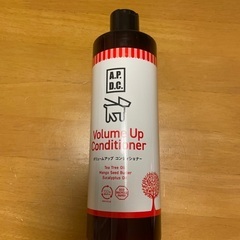 A.P.
D.C.
Volume Up
Conditioner
ボリュームアップ コンディショナー
Tea Tree Oil
Mango Seed Butter
Eucalyptus Oil